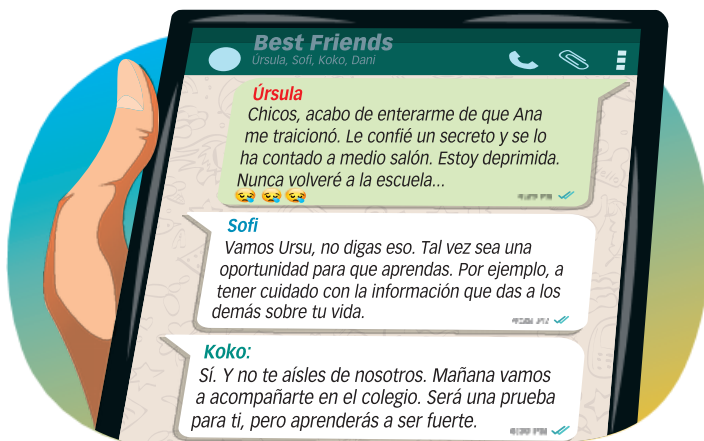 Best Friends
Úrsula, Sofi, Koko, Dani
Úrsula
Chicos, acabo de enterarme de que Ana
me traicionó. Le confié un secreto y se lo
ha contado a medio salón. Estoy deprimida.
Nunca volveré a la escuela...
Sofi
Vamos Ursu, no digas eso. Tal vez sea una
oportunidad para que aprendas. Por ejemplo, a
tener cuidado con la información que das a los
demás sobre tu vida.
Koko:
Sí. Y no te aísles de nosotros. Mañana vamos
a acompañarte en el colegio. Será una prueba
para ti, pero aprenderás a ser fuerte.